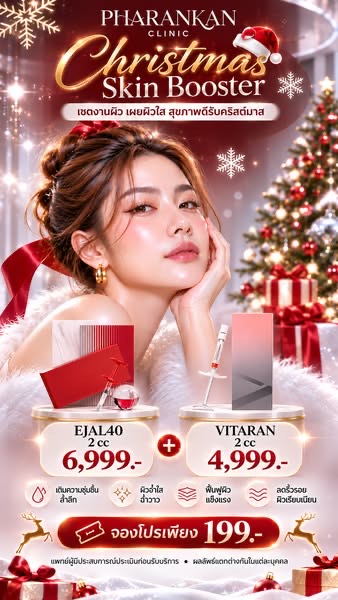 PHARANKAN
CLINIC
Christmas
Skin Booster
เซตงานผิว เผยผิวใส สุขภาพดีรับคริสต์มาส
EJAL40
2 cc
6,999.-
+
VITARAN
2 cc
4,999.-
เติมความชุ่มชื้น
ล้ำลึก
ผิวฉ่ำใส
ฉ่ำวาว
ฟื้นฟูผิว
แข็งแรง
ลดริ้วรอย
ผิวเรียบเนียน
จองโปรเพียง 199.-
แพทย์ผู้มีประสบการณ์ประเมินก่อนรับบริการ • ผลลัพธ์แตกต่างกันในแต่ละบุคคล